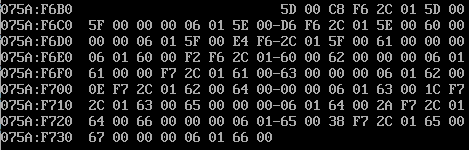 075A:F6B0 5D 00 C8 F6 2C 01 5D 00
075A:F6C0 5F 00 00 00 06 01 5E 00-D6 F6 2C 01 5E 00 60 00
075A:F6D0 00 00 06 01 5F 00 E4 F6-2C 01 5F 00 61 00 00 00
075A:F6E0 06 01 60 00 F2 F6 2C 01-60 00 62 00 00 00 06 01
075A:F6F0 61 00 00 F7 2C 01 61 00-63 00 00 00 06 01 62 00
075A:F700 0E F7 2C 01 62 00 64 00-00 00 06 01 63 00 1C F7
075A:F710 2C 01 63 00 65 00 00 00-06 01 64 00 2A F7 2C 01
075A:F720 64 00 66 00 00 00 06 01-65 00 38 F7 2C 01 65 00
075A:F730 67 00 00 00 06 01 66 00